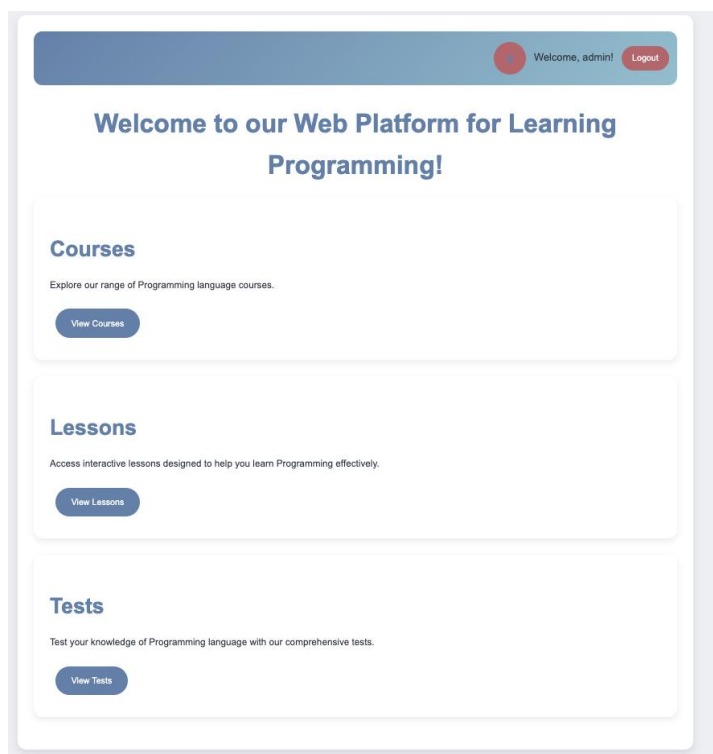 Welcome, admin! Logout
Welcome to our Web Platform for Learning
Programming!
Courses
Explore our range of Programming language courses.
View Courses
Lessons
Access interactive lessons designed to help you learn Programming effectively.
View Lessons
Tests
Test your knowledge of Programming language with our comprehensive tests.
View Tests